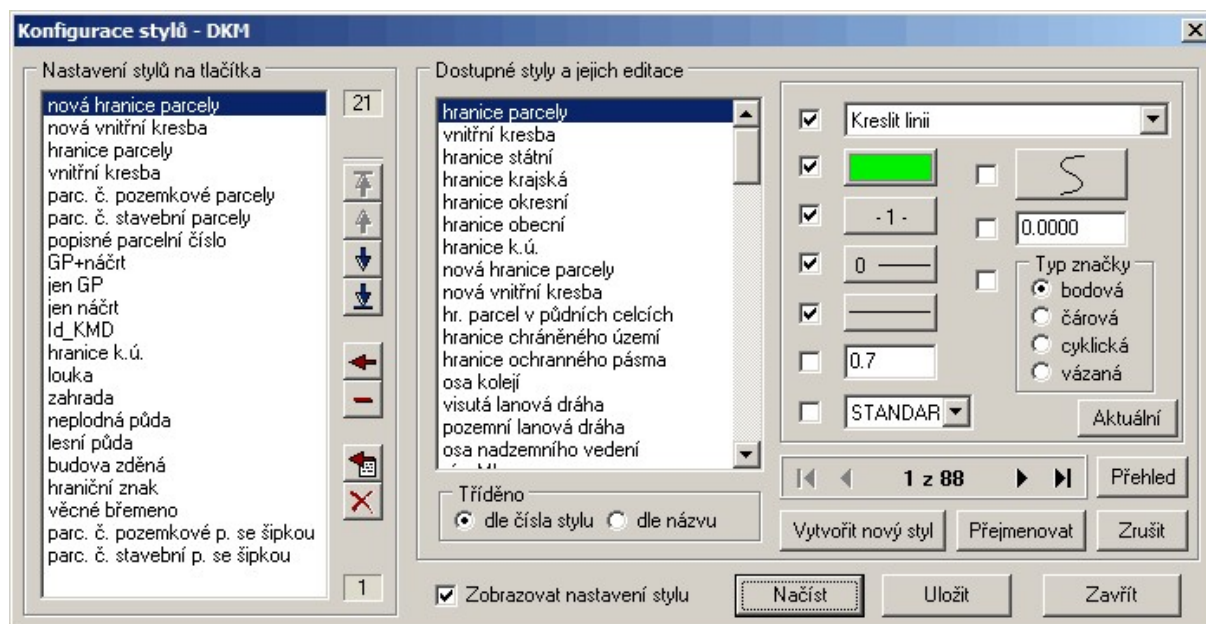 Konfigurace stylů - DKM
Nastavení stylů na tlačítka
nová hranice parcely
nová vnitřní kresba
hranice parcely
vnitřní kresba
parc. č. pozemkové parcely
parc. č. stavební parcely
popisné parcelní číslo
GP+náčrt
jen GP
jen náčrt
Id_KMD
hranice k.ú.
louka
zahrada
neplodná půda
lesní půda
budova zděná
hraniční znak
věcné břemeno
parc. č. pozemkové p. se šipkou
parc. č. stavební p. se šipkou
21
1
Dostupné styly a jejich editace
hranice parcely
vnitřní kresba
hranice státní
hranice krajská
hranice okresní
hranice obecní
hranice k.ú.
nová hranice parcely
nová vnitřní kresba
hr. parcel v půdních celcích
hranice chráněného území
hranice ochranného pásma
osa kolejí
visutá lanová dráha
pozemní lanová dráha
osa nadzemního vedení
Tříděno
dle čísla stylu
dle názvu
Kreslit linii
- 1 -
0
0.7
STANDAR
0.0000
Typ značky
bodová
čárová
cyklická
vázaná
Aktuální
1 z 88
Přehled
Vytvořit nový styl
Přejmenovat
Zrušit
Zobrazovat nastavení stylu
Načíst
Uložit
Zavřít